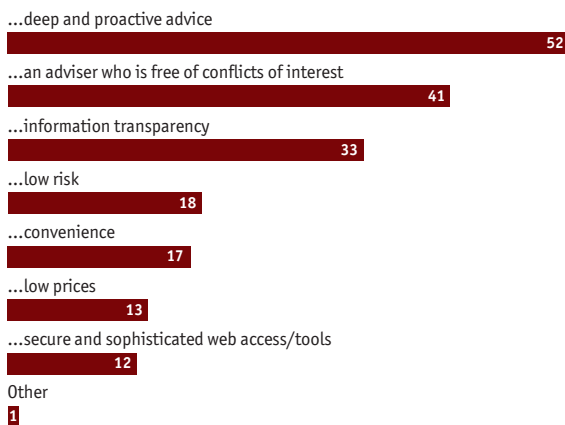 ...deep and proactive advice
52
...an adviser who is free of conflicts of interest
41
...information transparency
33
...low risk
18
...convenience
17
...low prices
13
...secure and sophisticated web access/tools
12
Other
1